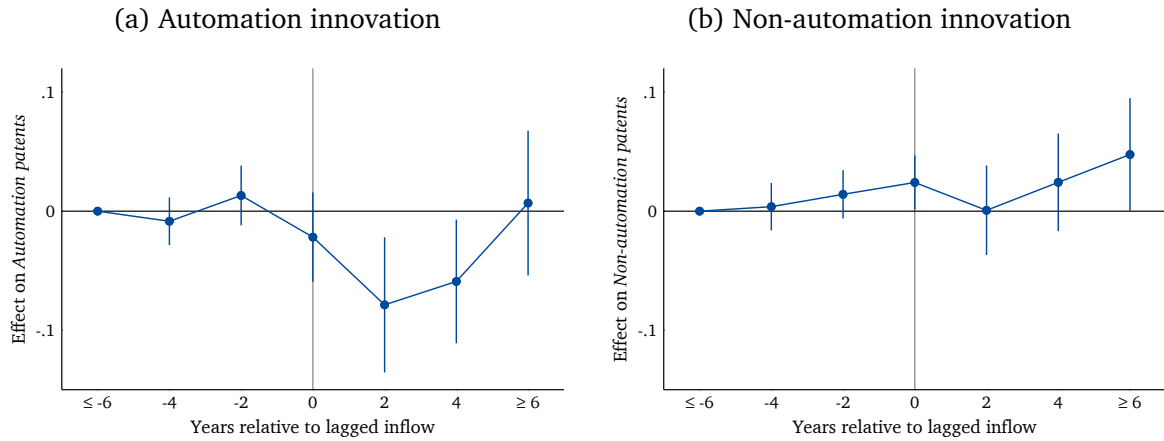 (a) Automation innovation
Effect on Automation patents
.1
0
-.1
≤ -6 -4 -2 0 2 4 ≥ 6
Years relative to lagged inflow
(b) Non-automation innovation
Effect on Non-automation patents
.1
0
-.1
≤ -6 -4 -2 0 2 4 ≥ 6
Years relative to lagged inflow